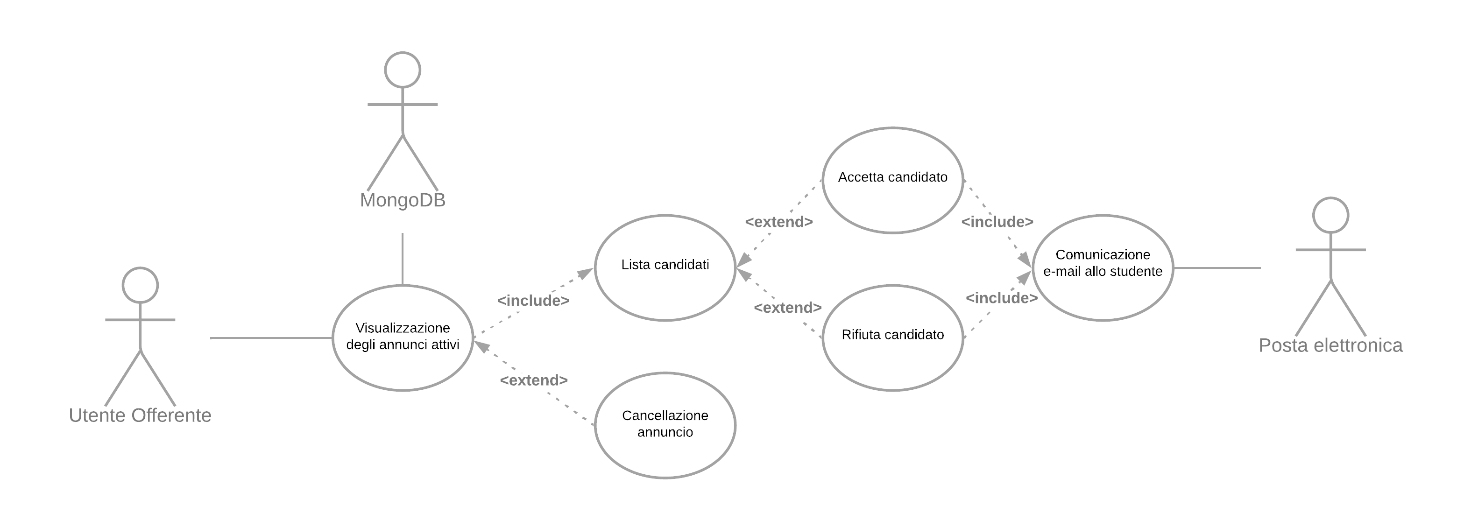 MongoDB
Accetta candidato
<extend>
<include>
Lista candidati
Comunicazione
e-mail allo studente
<include>
<extend>
<include>
Visualizzazione
degli annunci attivi
Rifiuta candidato
Posta elettronica
<extend>
Utente Offerente
Cancellazione
annuncio